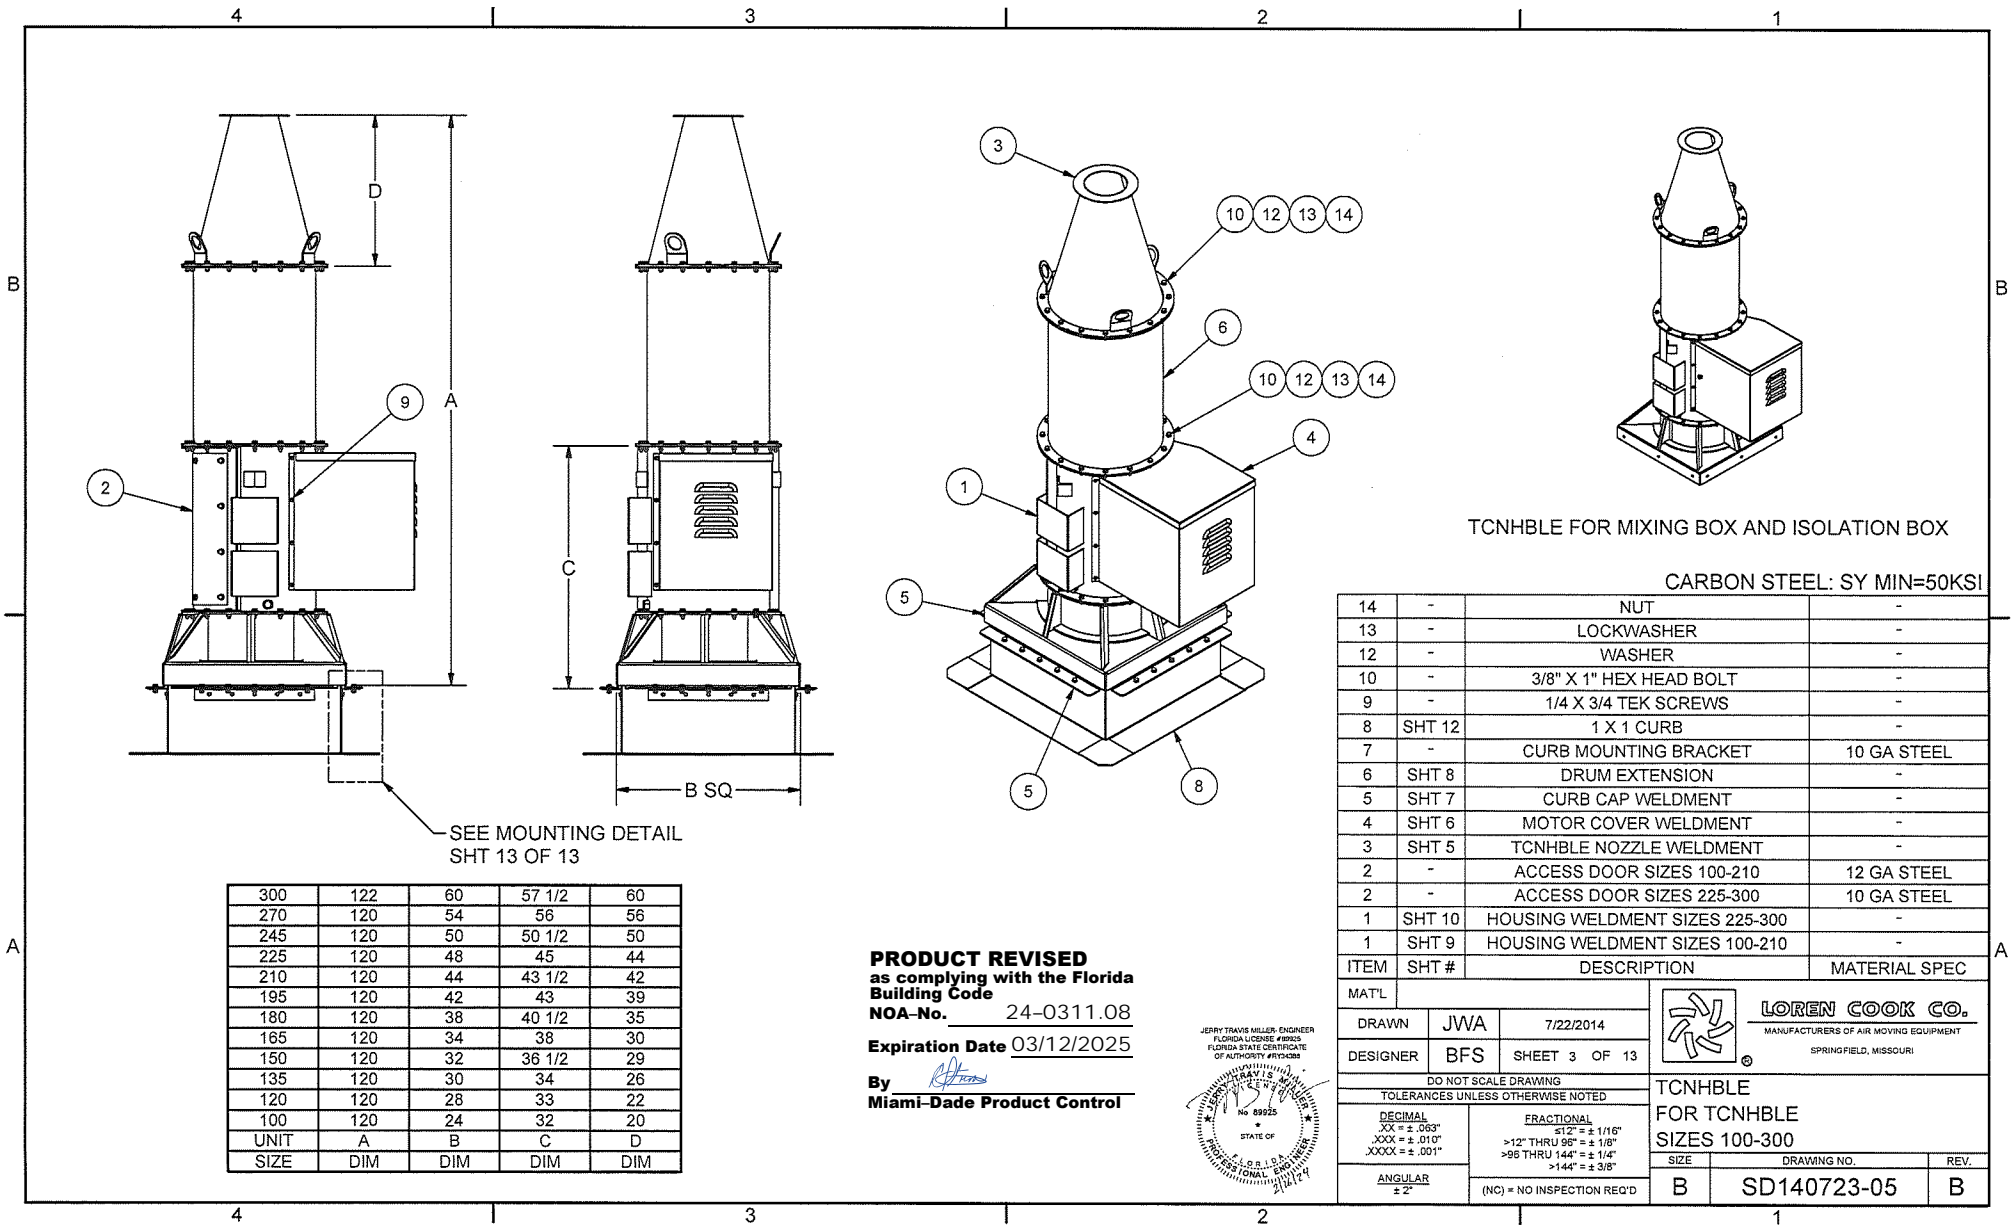 4 3 2 1
B
B
A
A
D
A
9
2
C
B SQ
SEE MOUNTING DETAIL
SHT 13 OF 13
3
10 12 13 14
6
10 12 13 14
4
1
5
5
8
TCNHBLE FOR MIXING BOX AND ISOLATION BOX
CARBON STEEL: SY MIN=50KSI
14 - NUT -
13 - LOCKWASHER -
12 - WASHER -
10 - 3/8" X 1" HEX HEAD BOLT -
9 - 1/4 X 3/4 TEK SCREWS -
8 SHT 12 1 X 1 CURB -
7 - CURB MOUNTING BRACKET 10 GA STEEL
6 SHT 8 DRUM EXTENSION -
5 SHT 7 CURB CAP WELDMENT -
4 SHT 6 MOTOR COVER WELDMENT -
3 SHT 5 TCNHBLE NOZZLE WELDMENT -
2 - ACCESS DOOR SIZES 100-210 12 GA STEEL
2 - ACCESS DOOR SIZES 225-300 10 GA STEEL
1 SHT 10 HOUSING WELDMENT SIZES 225-300 -
1 SHT 9 HOUSING WELDMENT SIZES 100-210 -
ITEM SHT # DESCRIPTION MATERIAL SPEC
300 122 60 57 1/2 60
270 120 54 56 56
245 120 50 50 1/2 50
225 120 48 45 44
210 120 44 43 1/2 42
195 120 42 43 39
180 120 38 40 1/2 35
165 120 34 38 30
150 120 32 36 1/2 29
135 120 30 34 26
120 120 28 33 22
100 120 24 32 20
UNIT A B C D
SIZE DIM DIM DIM DIM
PRODUCT REVISED
as complying with the Florida
Building Code
NOA–No. 24–0311.08
Expiration Date 03/12/2025
By
Miami–Dade Product Control
JERRY TRAVIS MILLER- ENGINEER
FLORIDA LICENSE #89925
FLORIDA STATE CERTIFICATE
OF AUTHORITY
JERRY TRAVIS MILLER
LICENSE
No 89925
STATE OF
FLORIDA
PROFESSIONAL ENGINEER
MAT'L
DRAWN JWA 7/22/2014
DESIGNER BFS SHEET 3 OF 13
DO NOT SCALE DRAWING
TOLERANCES UNLESS OTHERWISE NOTED
DECIMAL
.XX = ± .063"
.XXX = ± .010"
.XXXX = ± .001"
ANGULAR
± 2°
FRACTIONAL
≤12" = ± 1/16"
>12" THRU 96" = ± 1/8"
>96 THRU 144" = ± 1/4"
>144" = ± 3/8"
(NC) = NO INSPECTION REQ'D
®
LOREN COOK CO.
MANUFACTURERS OF AIR MOVING EQUIPMENT
SPRINGFIELD, MISSOURI
TCNHBLE
FOR TCNHBLE
SIZES 100-300
SIZE DRAWING NO. REV.
B SD140723-05 B
4 3 2 1